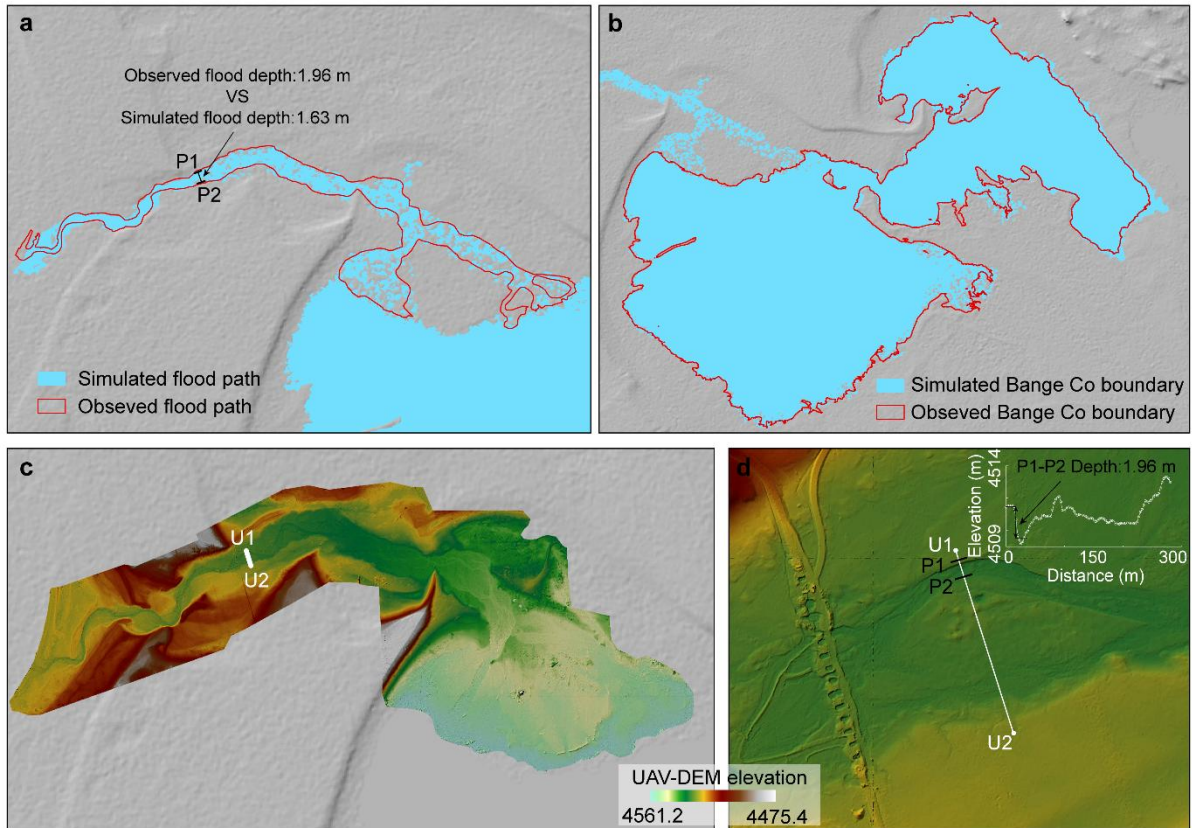 a
Observed flood depth:1.96 m
VS
Simulated flood depth:1.63 m
P1
P2
Simulated flood path
Obseved flood path
b
Simulated Bange Co boundary
Obseved Bange Co boundary
c
U1
U2
UAV-DEM elevation
4561.2 4475.4
d
P1-P2 Depth:1.96 m
Elevation (m)
4514
4509
0 150 300
Distance (m)
U1
P1
P2
U2